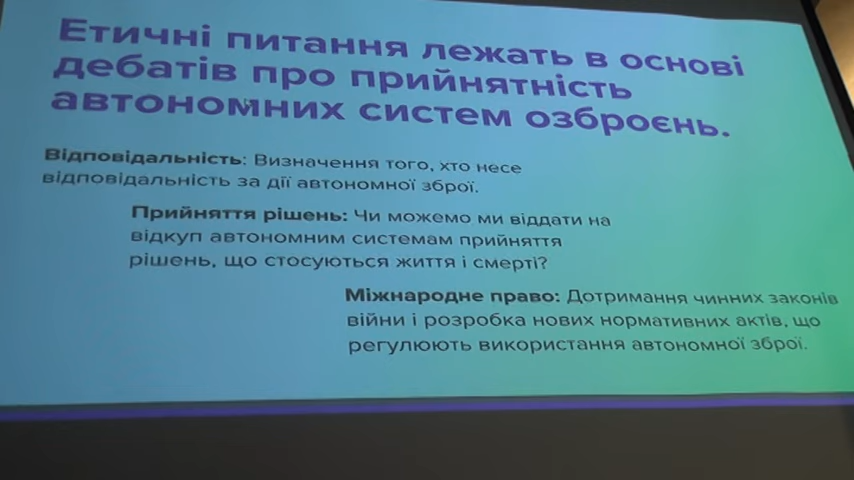 Етичні питання лежать в основі
дебатів про прийнятність
автономних систем озброєнь.
Відповідальність: Визначення того, хто несе
відповідальність за дії автономної зброї.
Прийняття рішень: Чи можемо ми віддати на
відкуп автономним системам прийняття
рішень, що стосуються життя і смерті?
Міжнародне право: Дотримання чинних законів
війни і розробка нових нормативних актів, що
регулюють використання автономної зброї.